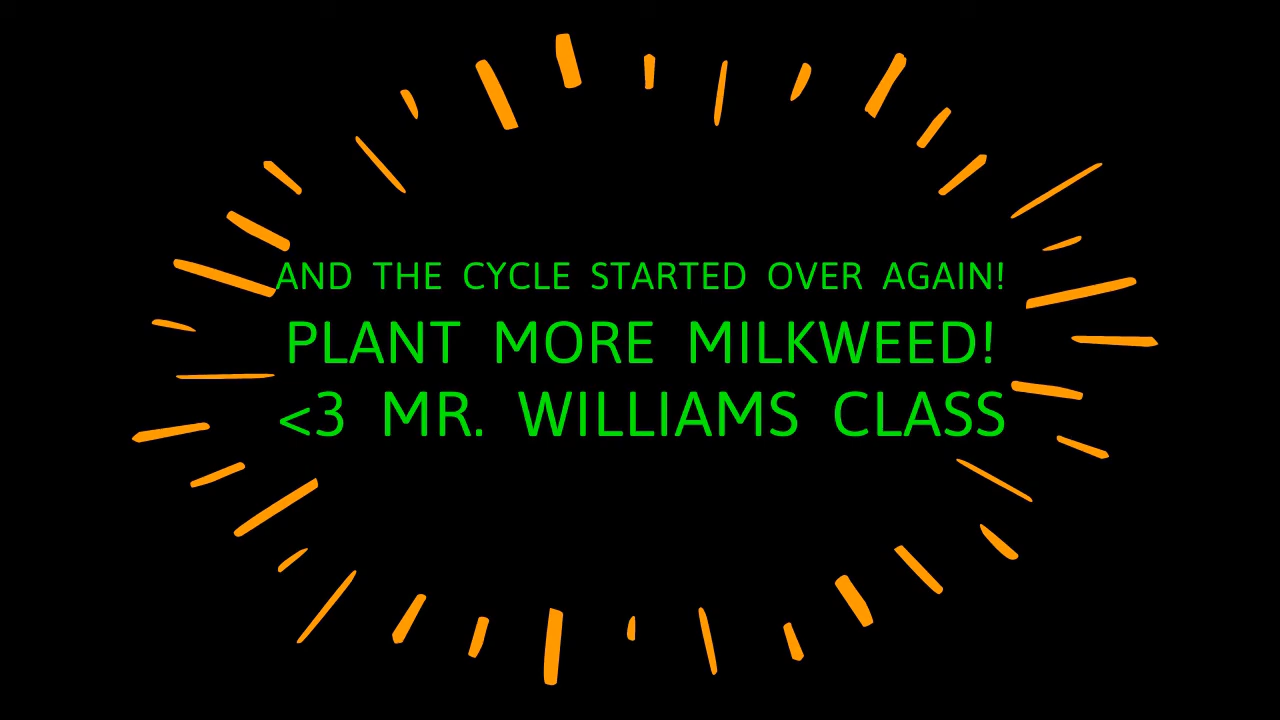 AND THE CYCLE STARTED OVER AGAIN!
PLANT MORE MILKWEED!
<3 MR. WILLIAMS CLASS